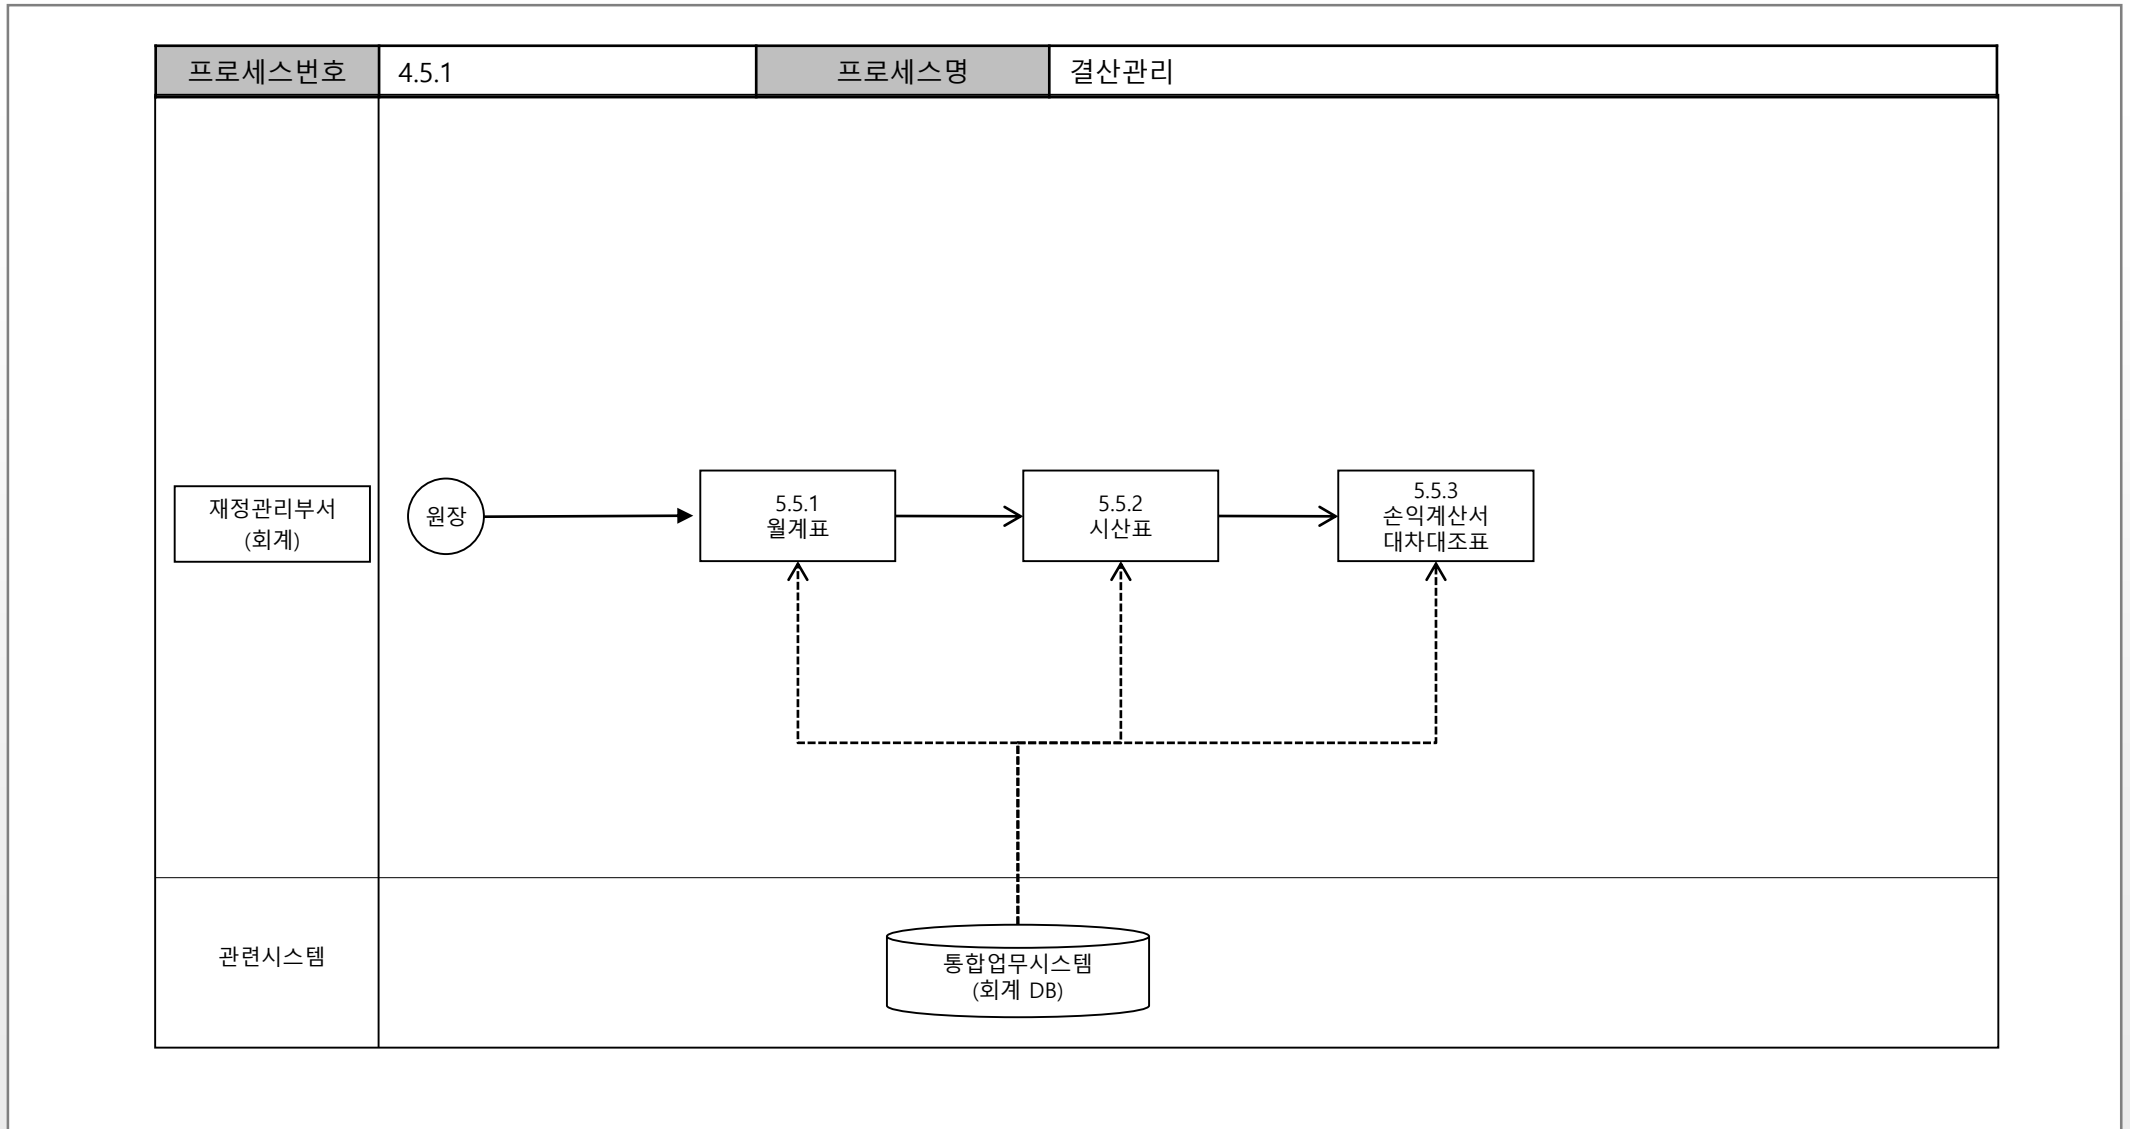 프로세스번호 4.5.1 프로세스명 결산관리
재정관리부서
(회계)
원장
5.5.1
월계표
5.5.2
시산표
5.5.3
손익계산서
대차대조표
관련시스템
통합업무시스템
(회계 DB)